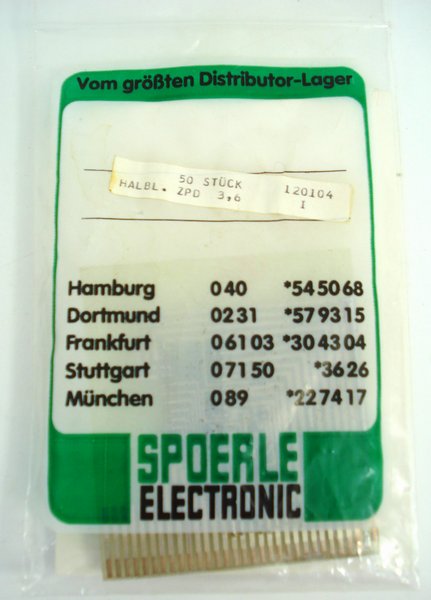 Vom größten Distributor-Lager
50 STÜCK 120104
HALBL. ZPD 3,6 I
Hamburg 040 *545068
Dortmund 0231 *579315
Frankfurt 06103 *304304
Stuttgart 07150 *3626
München 089 *227417
SPOERLE
ELECTRONIC